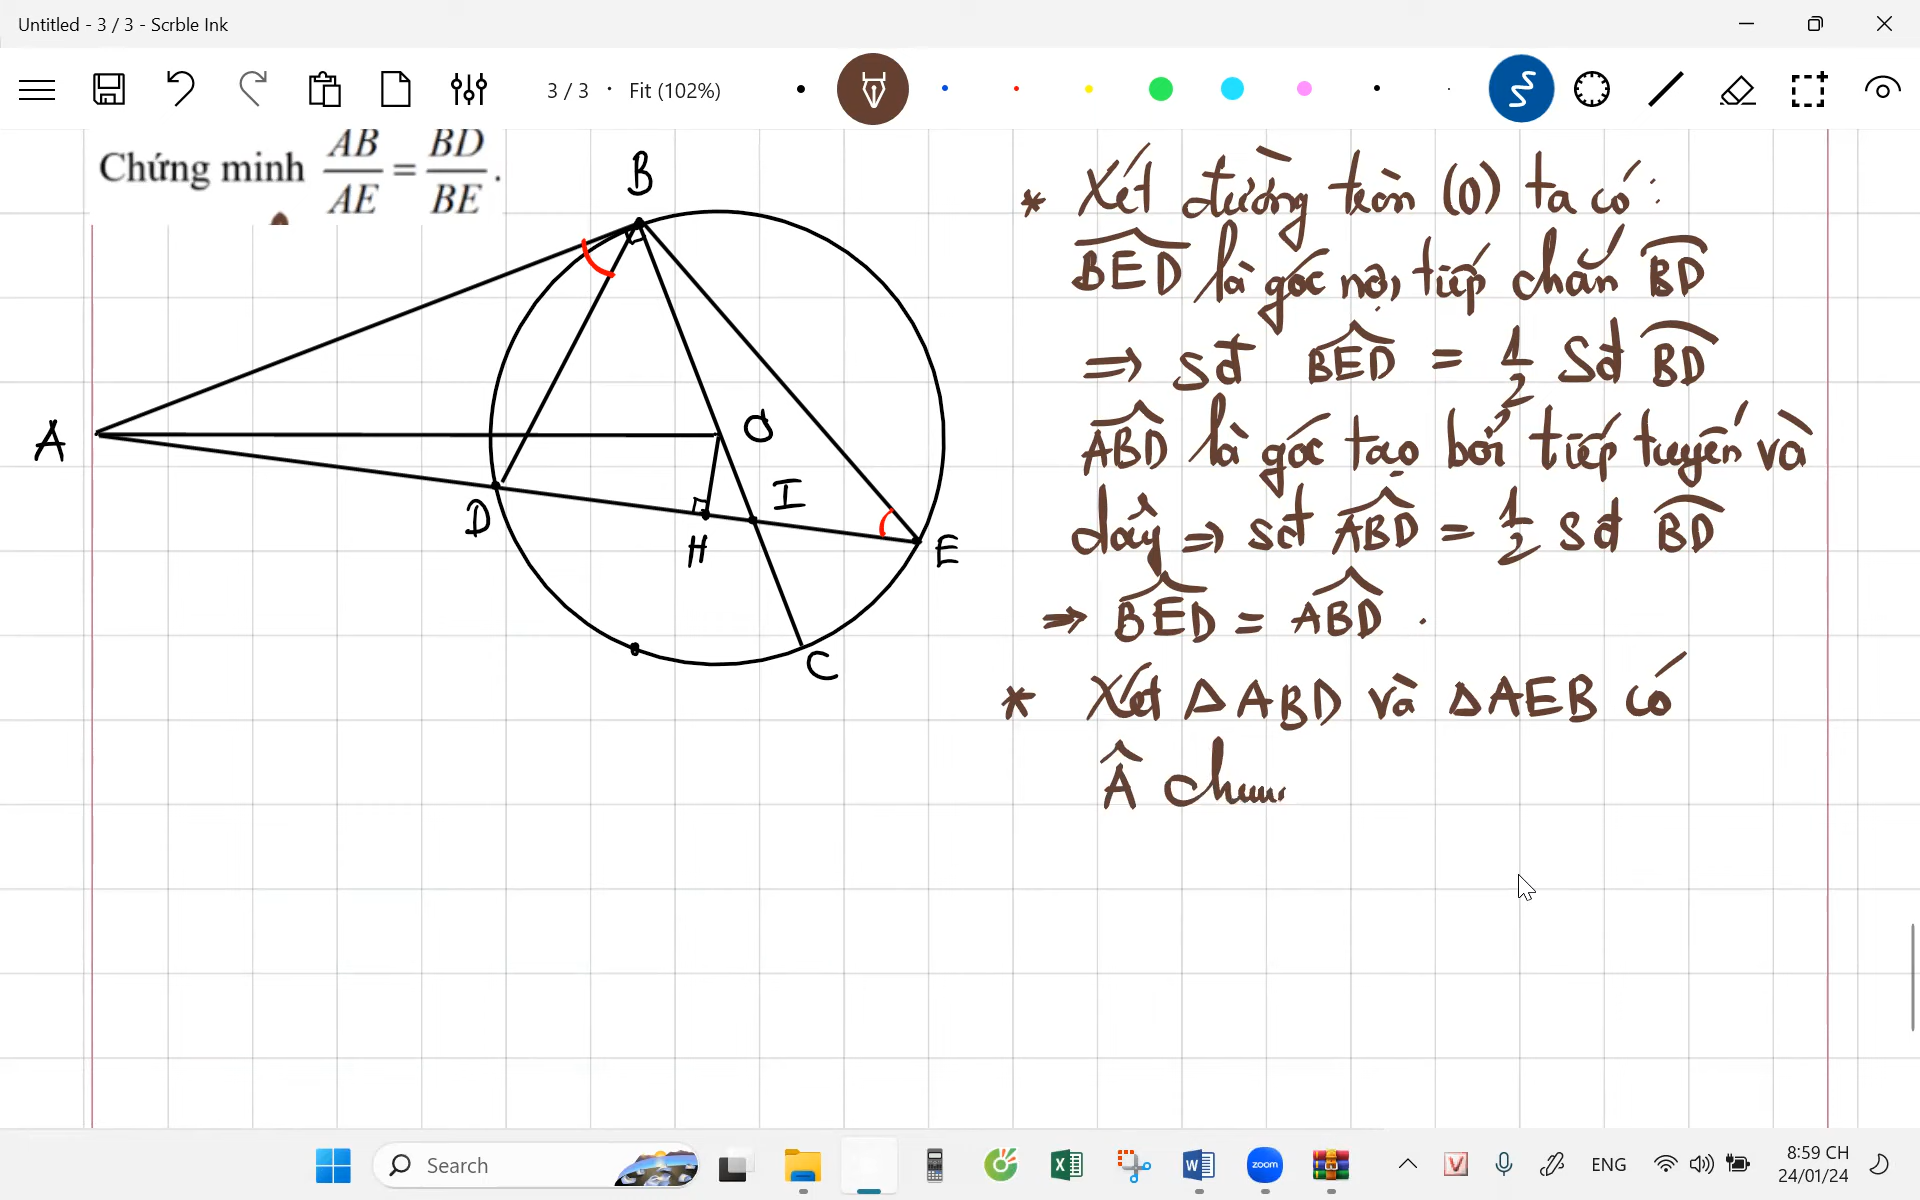 Untitled - 3 / 3 - Scrble Ink
3 / 3 · Fit (102%)
Chứng minh AB/AE = BD/BE .
B
A
O
I
D
H
E
C
* Xét đường tròn (O) ta có:
BED là góc nội tiếp chắn BD
⇒ sđ BED = 1/2 Sđ BD
ABD là góc tạo bởi tiếp tuyến và
dây ⇒ sđ ABD = 1/2 Sđ BD
⇒ BED = ABD .
* Xét Δ ABD và Δ AEB có
Â chung
Search
zoom
ENG
8:59 CH
24/01/24